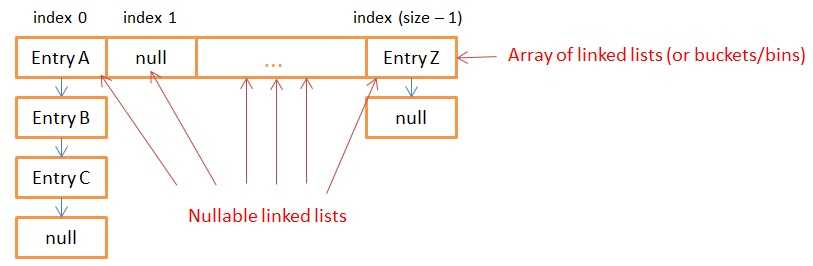 index 0
index 1
index (size – 1)
Entry A
null
...
Entry Z
Array of linked lists (or buckets/bins)
Entry B
null
Entry C
Nullable linked lists
null